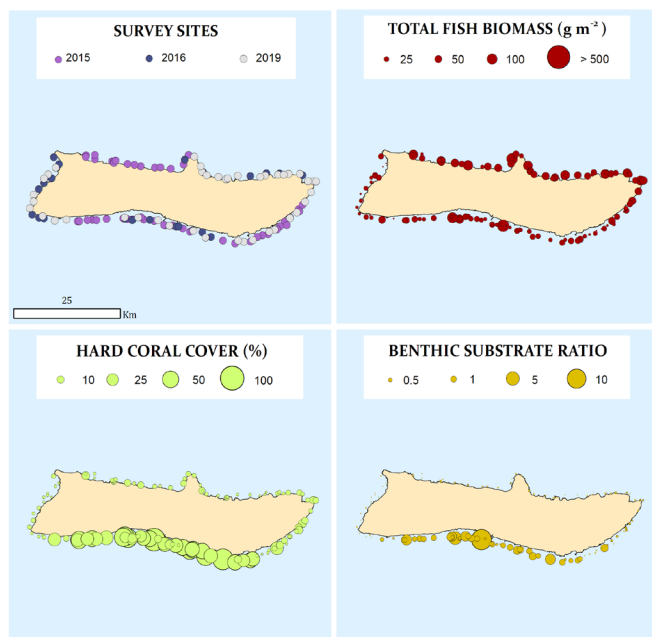 SURVEY SITES
2015 2016 2019
25
Km
TOTAL FISH BIOMASS (g m⁻²)
25 50 100 > 500
HARD CORAL COVER (%)
10 25 50 100
BENTHIC SUBSTRATE RATIO
0.5 1 5 10